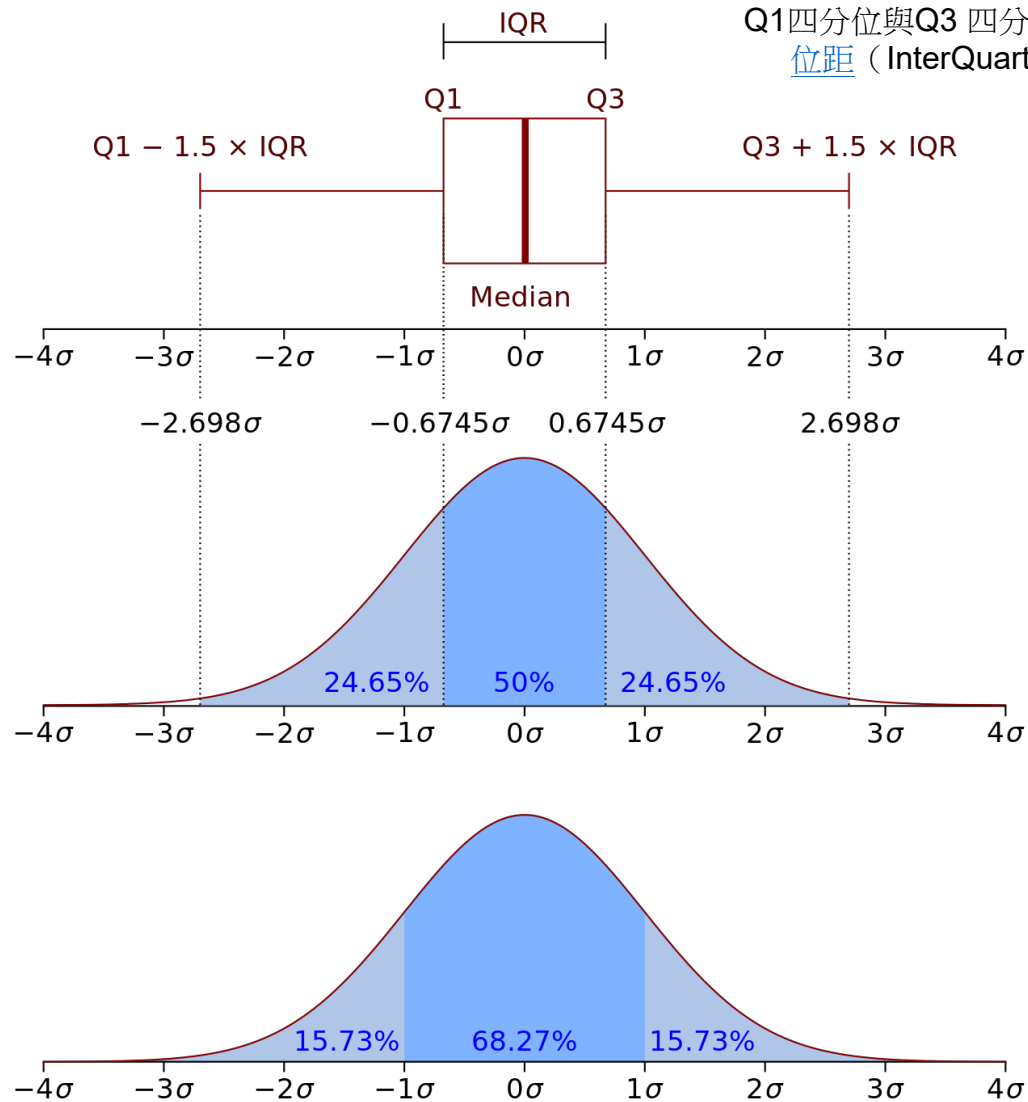 IQR
Q1四分位與Q3 四分
位距（InterQuart
Q1 Q3
Q1 − 1.5 × IQR Q3 + 1.5 × IQR
Median
−4σ −3σ −2σ −1σ 0σ 1σ 2σ 3σ 4σ
−2.698σ −0.6745σ 0.6745σ 2.698σ
24.65% 50% 24.65%
−4σ −3σ −2σ −1σ 0σ 1σ 2σ 3σ 4σ
15.73% 68.27% 15.73%
−4σ −3σ −2σ −1σ 0σ 1σ 2σ 3σ 4σ